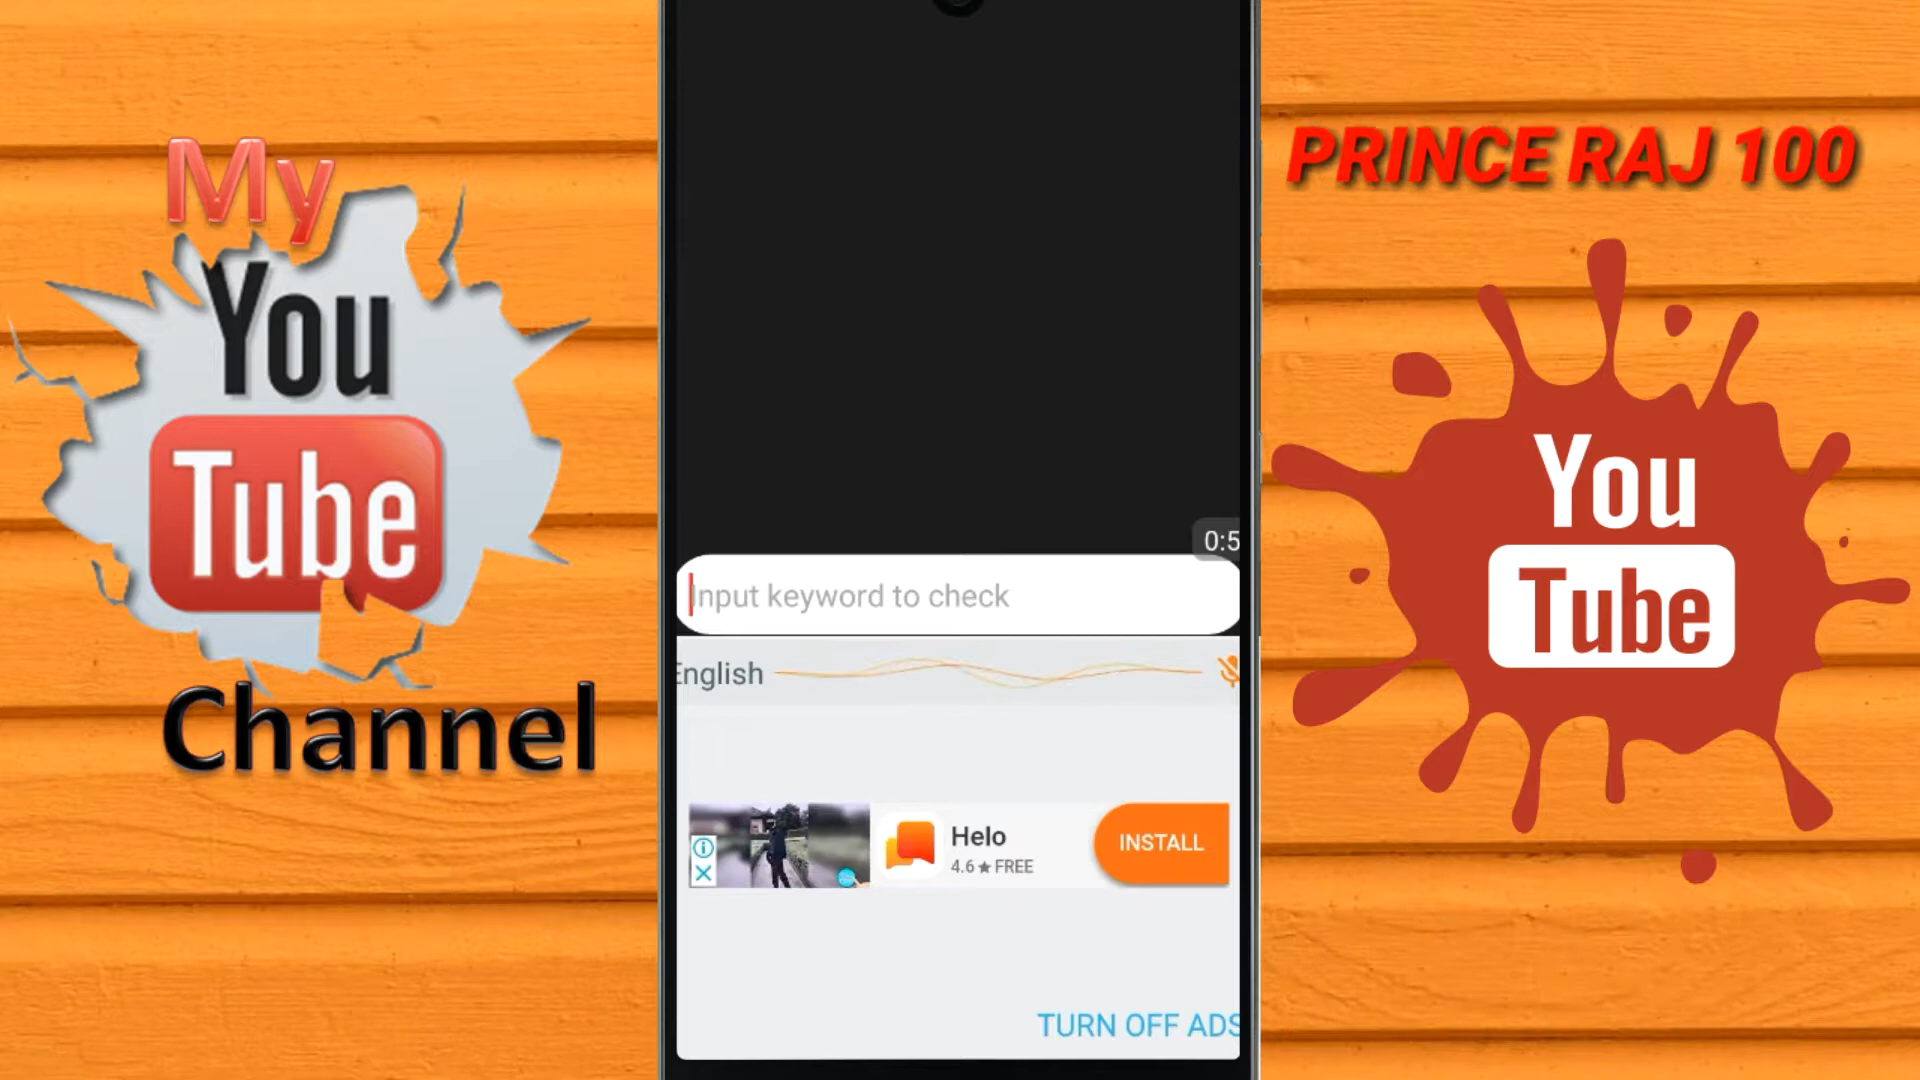 My
You
Tube
Channel
0:5
Input keyword to check
English
Helo
4.6★FREE
INSTALL
TURN OFF ADS
PRINCE RAJ 100
You
Tube